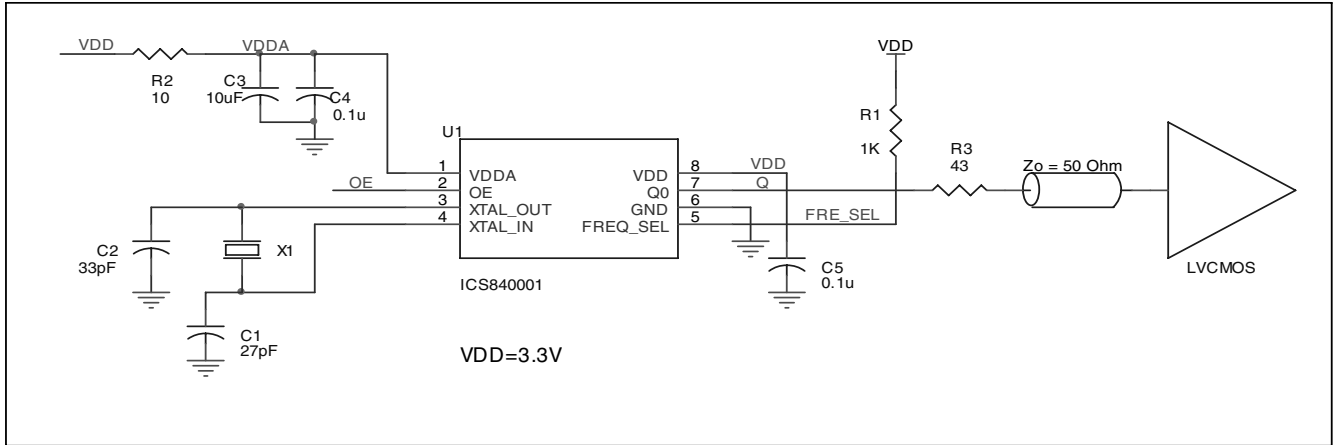 VDD
VDDA
VDD
R2
10
C3
10uF
C4
0.1u
R1
1K
U1
R3
43
Zo = 50 Ohm
1
VDDA
VDD
8
VDD
OE
2
OE
Q0
7
Q
3
XTAL_OUT
GND
6
4
XTAL_IN
FREQ_SEL
5
FRE_SEL
C2
33pF
X1
C5
0.1u
LVCMOS
ICS840001
C1
27pF
VDD=3.3V